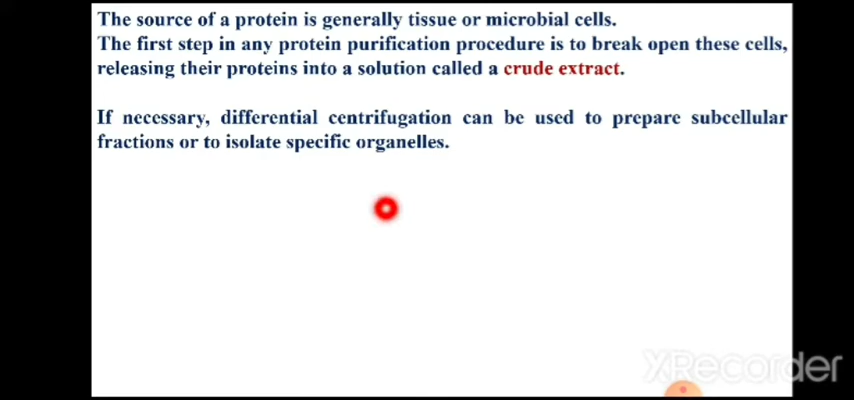 The source of a protein is generally tissue or microbial cells.
The first step in any protein purification procedure is to break open these cells,
releasing their proteins into a solution called a crude extract.
If necessary, differential centrifugation can be used to prepare subcellular
fractions or to isolate specific organelles.
XRecorder